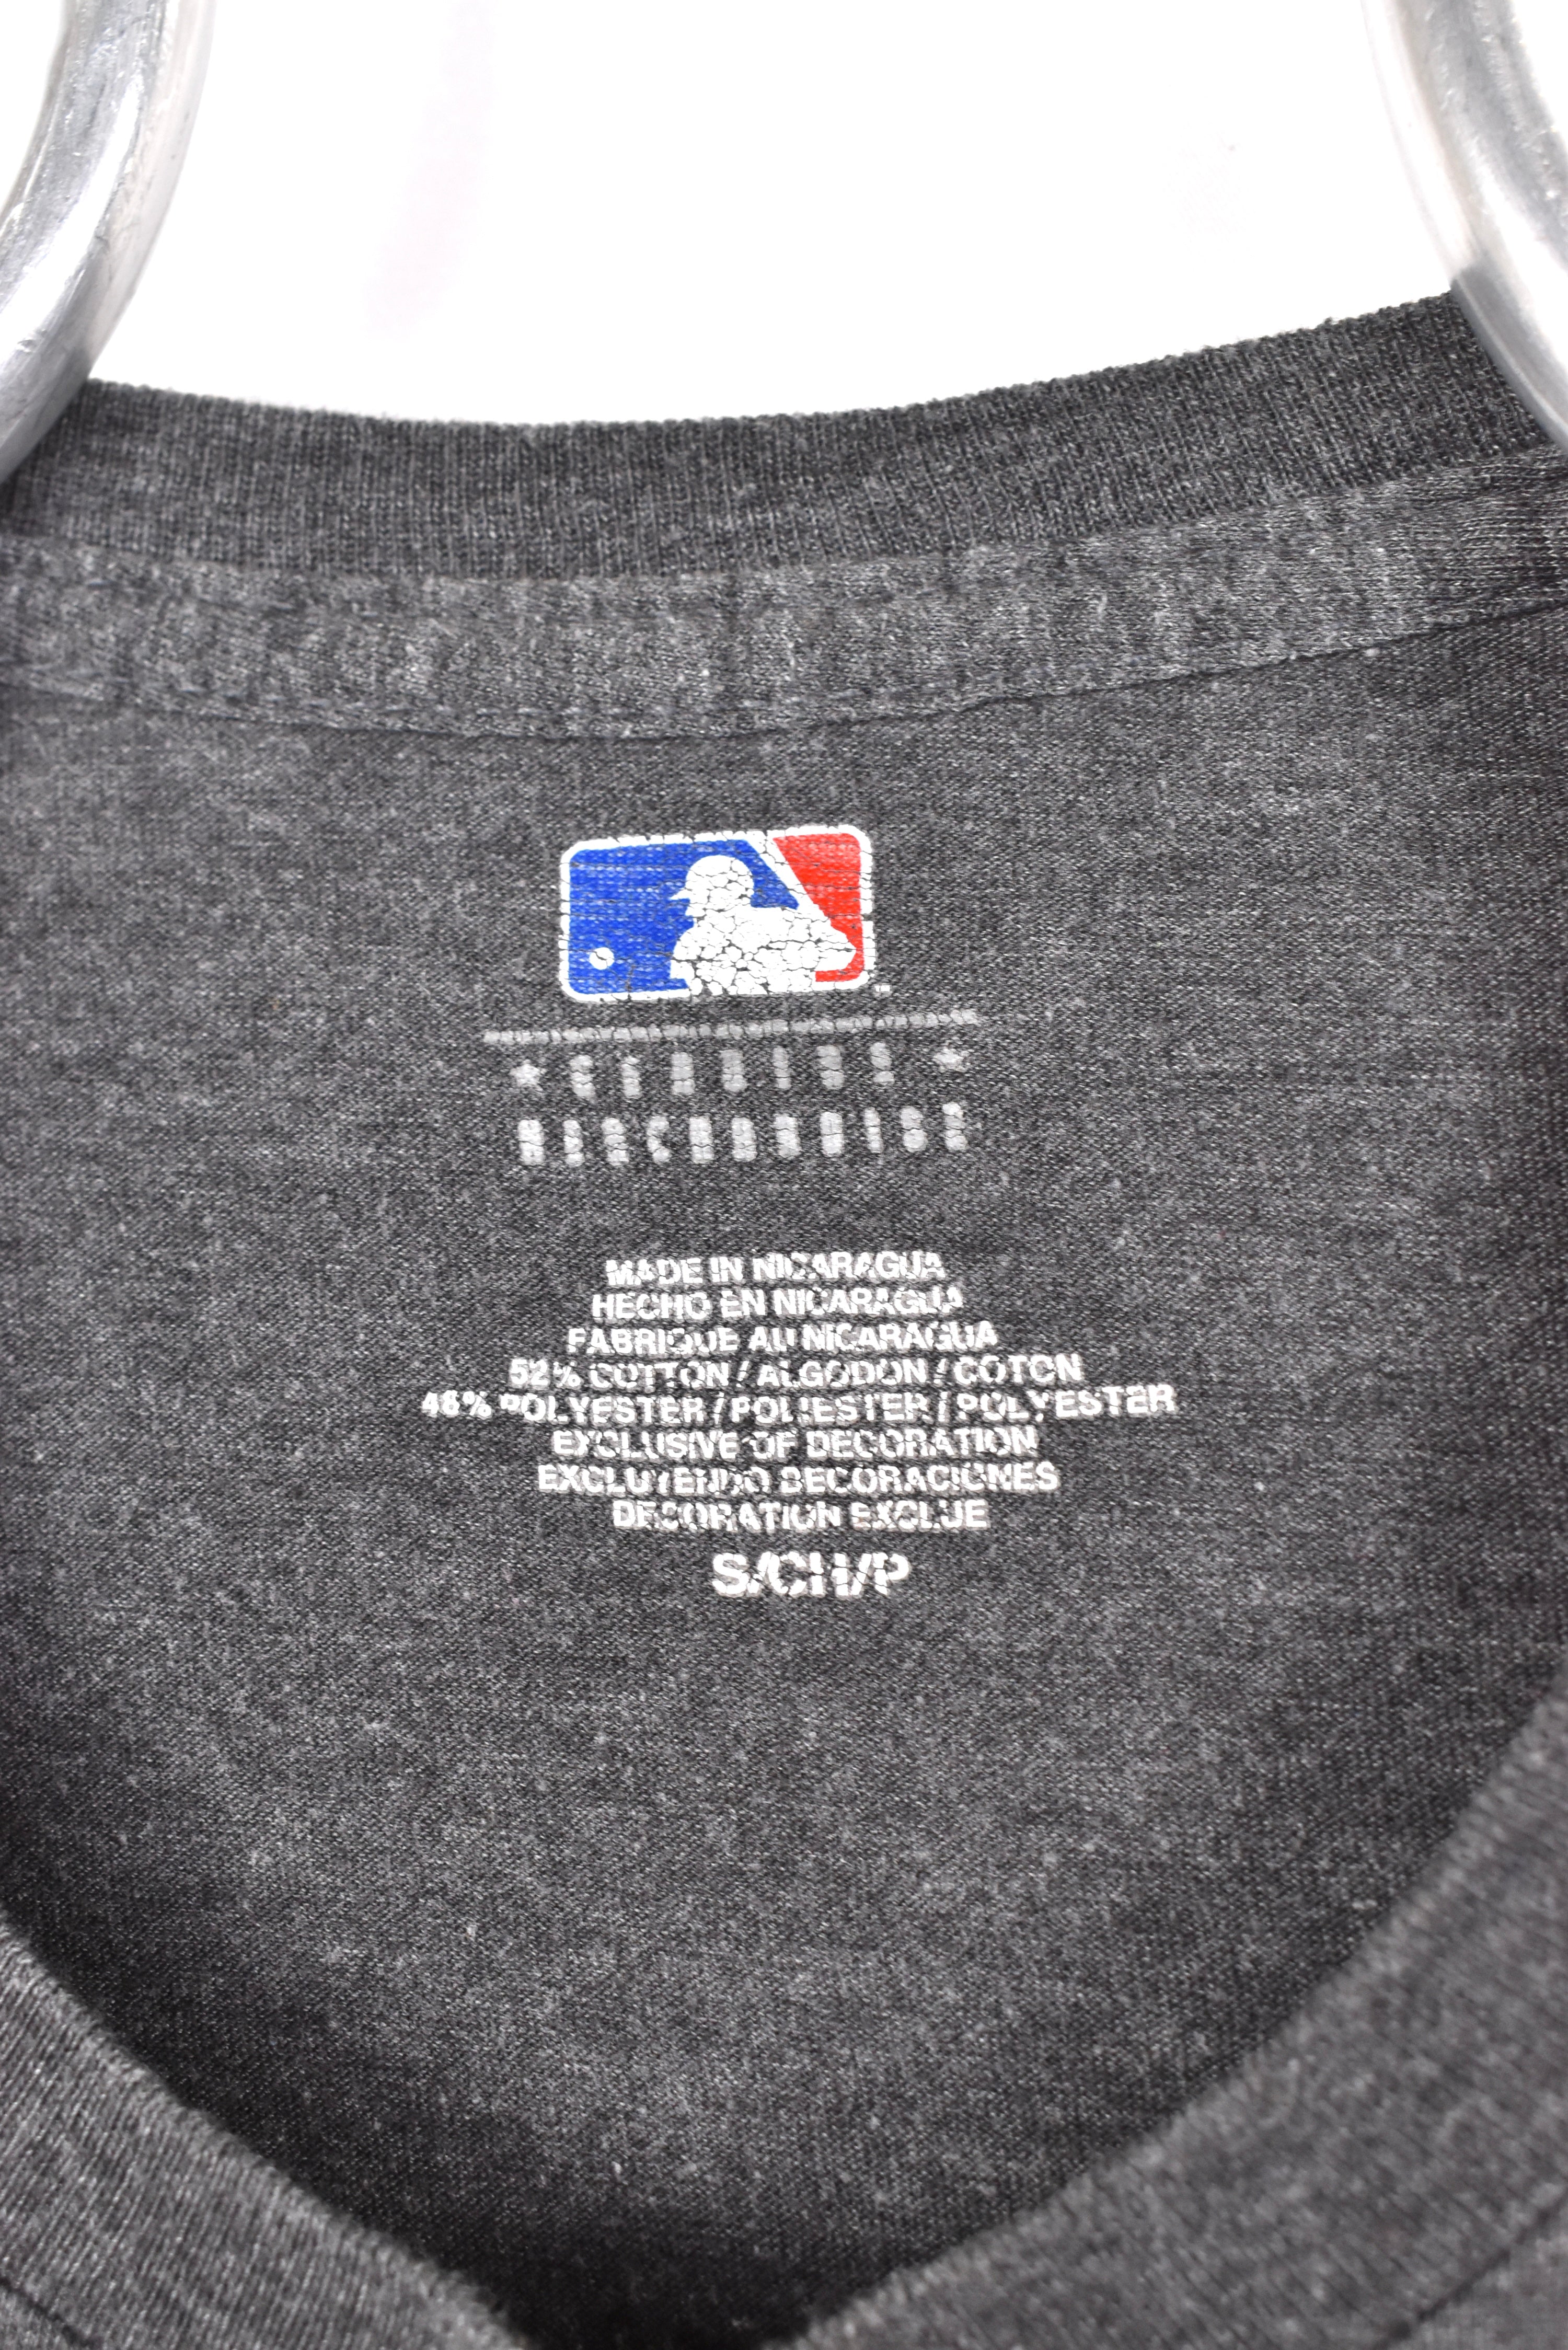 GENUINE
MERCHANDISE
MADE IN NICARAGUA
HECHO EN NICARAGUA
FABRIQUE AU NICARAGUA
52% COTTON / ALGODON / COTON
48% POLYESTER / POLIESTER / POLYESTER
EXCLUSIVE OF DECORATION
EXCLUYENDO DECORACIONES
DECORATION EXCLUE
S/CH/P